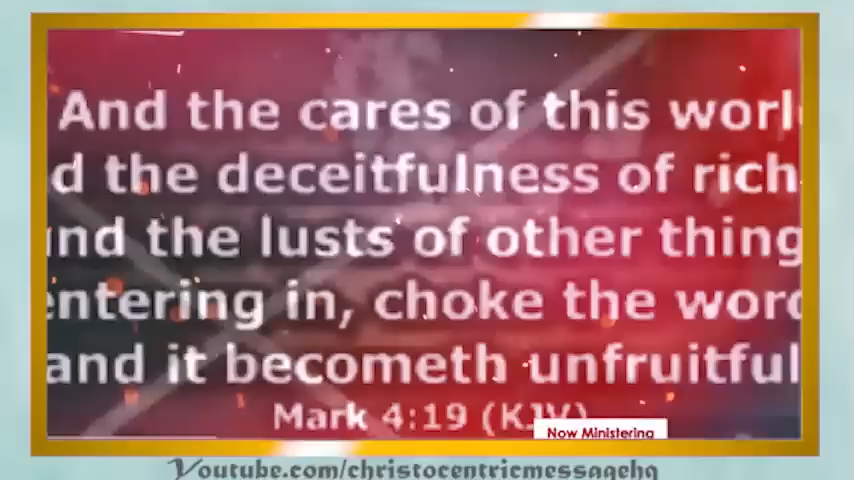 And the cares of this worl
d the deceitfulness of rich
and the lusts of other thing
entering in, choke the word
and it becometh unfruitful
Mark 4:19 (KJV)
Now Ministering
Youtube.com/christocentricmessagehq